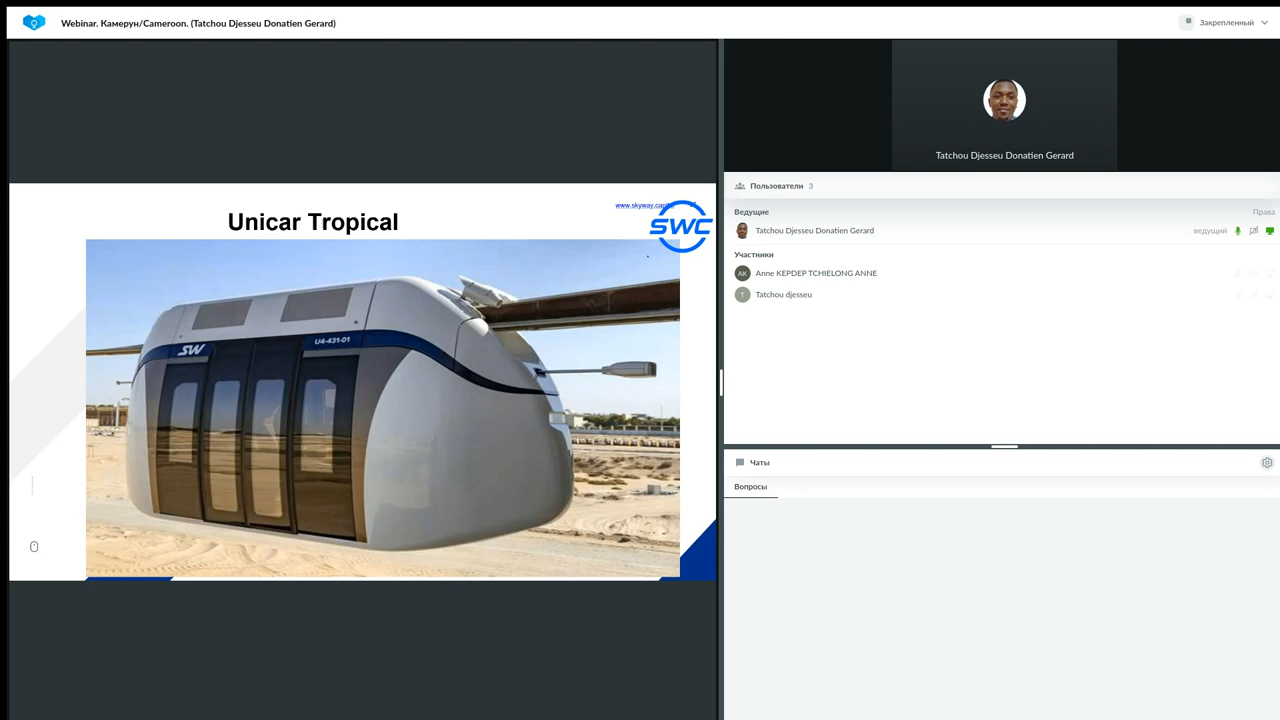 Webinar. Камерун/Cameroon. (Tatchou Djesseu Donatien Gerard)
Закрепленный
Tatchou Djesseu Donatien Gerard
Пользователи 3
Ведущие
Права
Tatchou Djesseu Donatien Gerard
ведущий
Участники
AK
Anne KEPDEP TCHIELONG ANNE
T
Tatchou djesseu
Чаты
Вопросы
Unicar Tropical
SWC
SW
U4-431-01